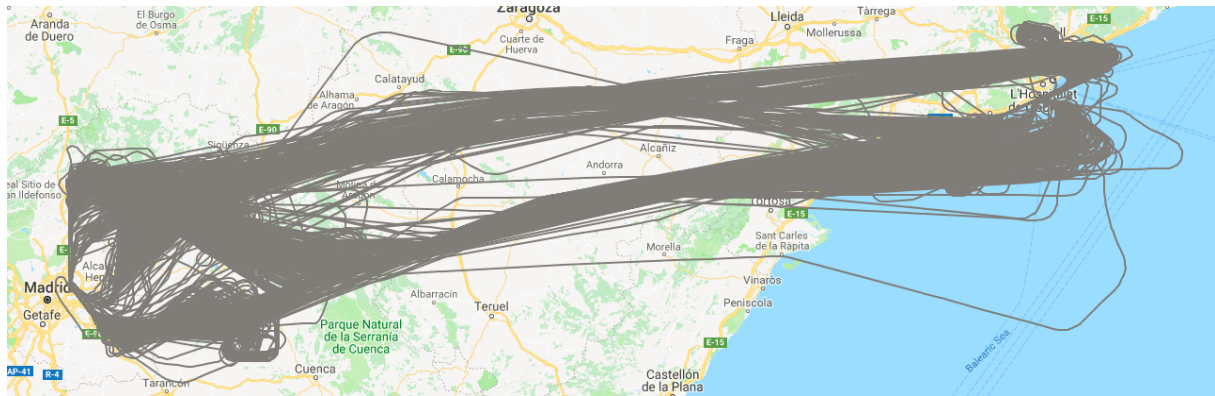 Zaragoza
El Burgo
de Osma
Aranda
de Duero
Lleida
Tàrrega
Mollerussa
E-15
Cuarte de
Huerva
Fraga
E-90
Calatayud
Alhama
de Aragón
E-5
E-90
Sigüenza
Alcañiz
Andorra
Calamocha
Molina de
Aragón
San Ildefonso
Tortosa
E-15
Sant Carles
de la Ràpita
Morella
Vinaròs
Peniscola
Madrid
Getafe
Albarracín
Teruel
Parque Natural
de la Serranía
de Cuenca
Cuenca
E-15
Balearic Sea
AP-41
R-4
Tarancón
Castellón
de la Plana